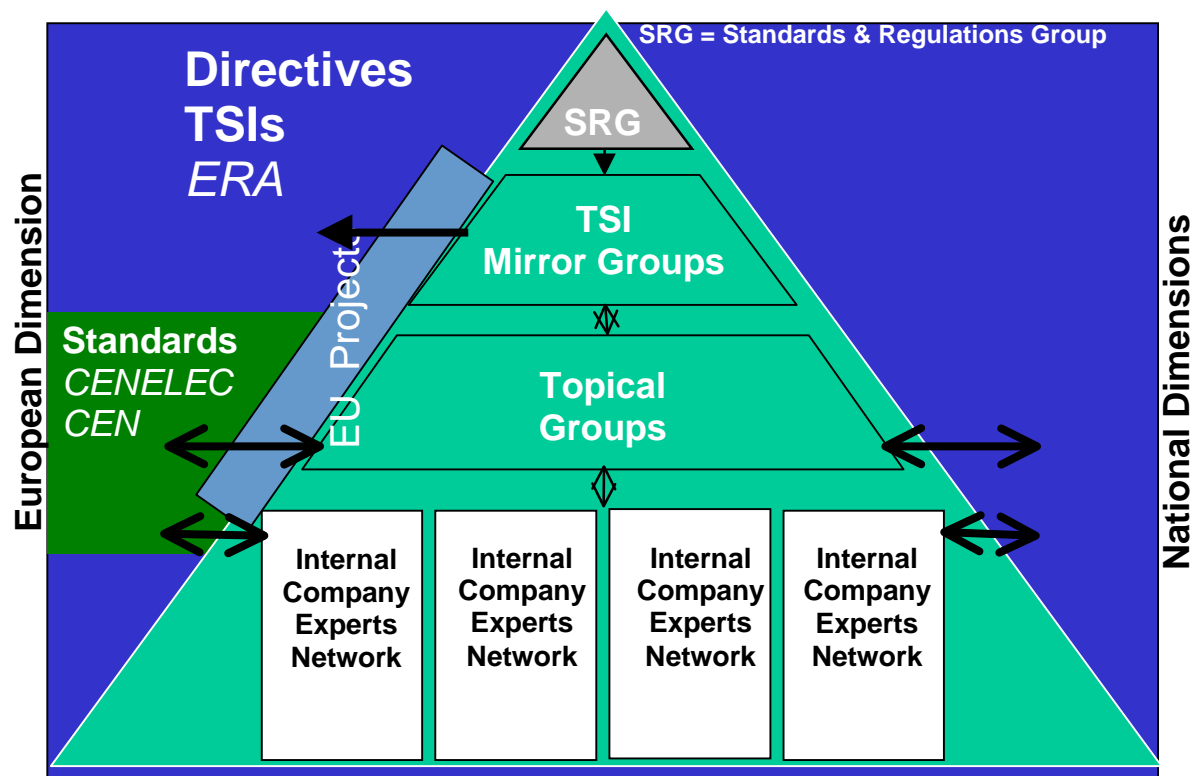 SRG = Standards & Regulations Group
Directives
TSIs
ERA
SRG
TSI
Mirror Groups
EU Projects
European Dimension
National Dimensions
Standards
CENELEC
CEN
Topical
Groups
Internal
Company
Experts
Network
Internal
Company
Experts
Network
Internal
Company
Experts
Network
Internal
Company
Experts
Network